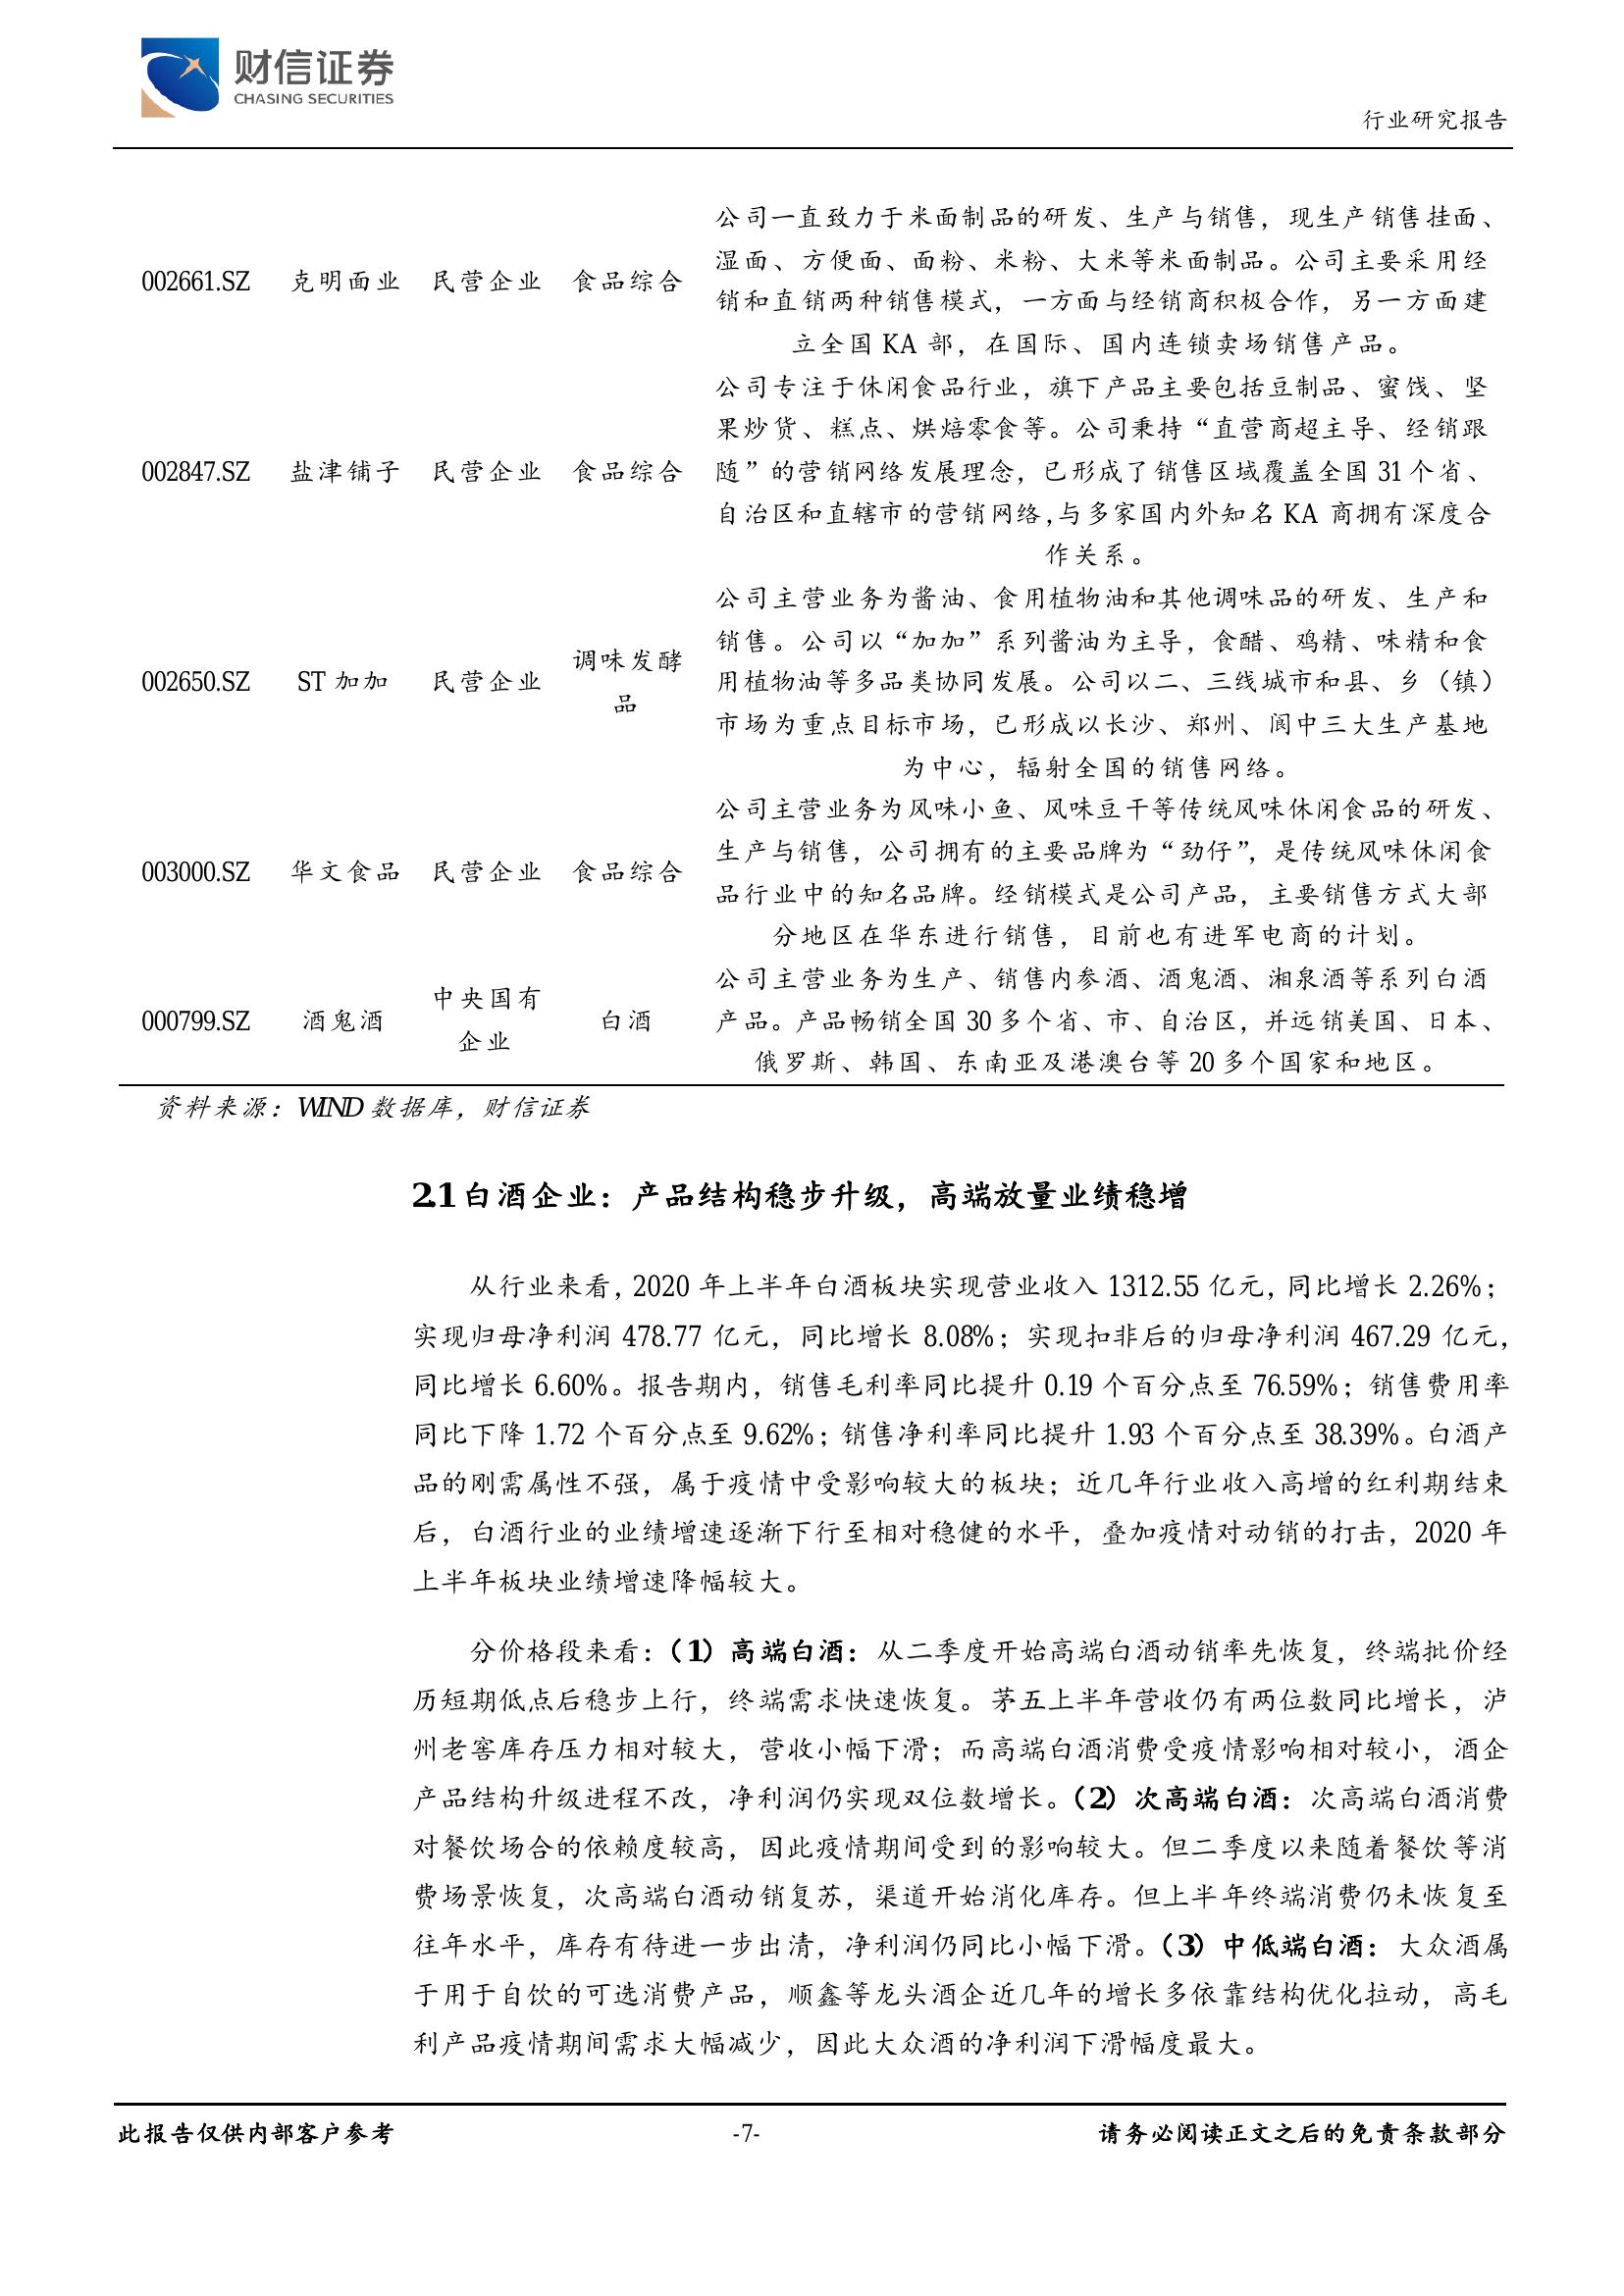 财信证券
CHASING SECURITIES
行业研究报告
002661.SZ 克明面业 民营企业 食品综合
公司一直致力于米面制品的研发、生产与销售，现生产销售挂面、
湿面、方便面、面粉、米粉、大米等米面制品。公司主要采用经
销和直销两种销售模式，一方面与经销商积极合作，另一方面建
立全国 KA 部，在国际、国内连锁卖场销售产品。
002847.SZ 盐津铺子 民营企业 食品综合
公司专注于休闲食品行业，旗下产品主要包括豆制品、蜜饯、坚
果炒货、糕点、烘焙零食等。公司秉持“直营商超主导、经销跟
随”的营销网络发展理念，已形成了销售区域覆盖全国 31 个省、
自治区和直辖市的营销网络,与多家国内外知名 KA 商拥有深度合
作关系。
002650.SZ ST 加加 民营企业 调味发酵
品
公司主营业务为酱油、食用植物油和其他调味品的研发、生产和
销售。公司以“加加”系列酱油为主导，食醋、鸡精、味精和食
用植物油等多品类协同发展。公司以二、三线城市和县、乡（镇）
市场为重点目标市场，已形成以长沙、郑州、阆中三大生产基地
为中心，辐射全国的销售网络。
003000.SZ 华文食品 民营企业 食品综合
公司主营业务为风味小鱼、风味豆干等传统风味休闲食品的研发、
生产与销售，公司拥有的主要品牌为“劲仔”，是传统风味休闲食
品行业中的知名品牌。经销模式是公司产品，主要销售方式大部
分地区在华东进行销售，目前也有进军电商的计划。
000799.SZ 酒鬼酒 中央国有
企业 白酒
公司主营业务为生产、销售内参酒、酒鬼酒、湘泉酒等系列白酒
产品。产品畅销全国 30 多个省、市、自治区，并远销美国、日本、
俄罗斯、韩国、东南亚及港澳台等 20 多个国家和地区。
资料来源：WIND 数据库，财信证券
2.1 白酒企业：产品结构稳步升级，高端放量业绩稳增
从行业来看，2020 年上半年白酒板块实现营业收入 1312.55 亿元，同比增长 2.26%；
实现归母净利润 478.77 亿元，同比增长 8.08%；实现扣非后的归母净利润 467.29 亿元，
同比增长 6.60%。报告期内，销售毛利率同比提升 0.19 个百分点至 76.59%；销售费用率
同比下降 1.72 个百分点至 9.62%；销售净利率同比提升 1.93 个百分点至 38.39%。白酒产
品的刚需属性不强，属于疫情中受影响较大的板块；近几年行业收入高增的红利期结束
后，白酒行业的业绩增速逐渐下行至相对稳健的水平，叠加疫情对动销的打击，2020 年
上半年板块业绩增速降幅较大。
分价格段来看：（1）高端白酒：从二季度开始高端白酒动销率先恢复，终端批价经
历短期低点后稳步上行，终端需求快速恢复。茅五上半年营收仍有两位数同比增长，泸
州老窖库存压力相对较大，营收小幅下滑；而高端白酒消费受疫情影响相对较小，酒企
产品结构升级进程不改，净利润仍实现双位数增长。（2）次高端白酒：次高端白酒消费
对餐饮场合的依赖度较高，因此疫情期间受到的影响较大。但二季度以来随着餐饮等消
费场景恢复，次高端白酒动销复苏，渠道开始消化库存。但上半年终端消费仍未恢复至
往年水平，库存有待进一步出清，净利润仍同比小幅下滑。（3）中低端白酒：大众酒属
于用于自饮的可选消费产品，顺鑫等龙头酒企近几年的增长多依靠结构优化拉动，高毛
利产品疫情期间需求大幅减少，因此大众酒的净利润下滑幅度最大。
此报告仅供内部客户参考 -7- 请务必阅读正文之后的免责条款部分